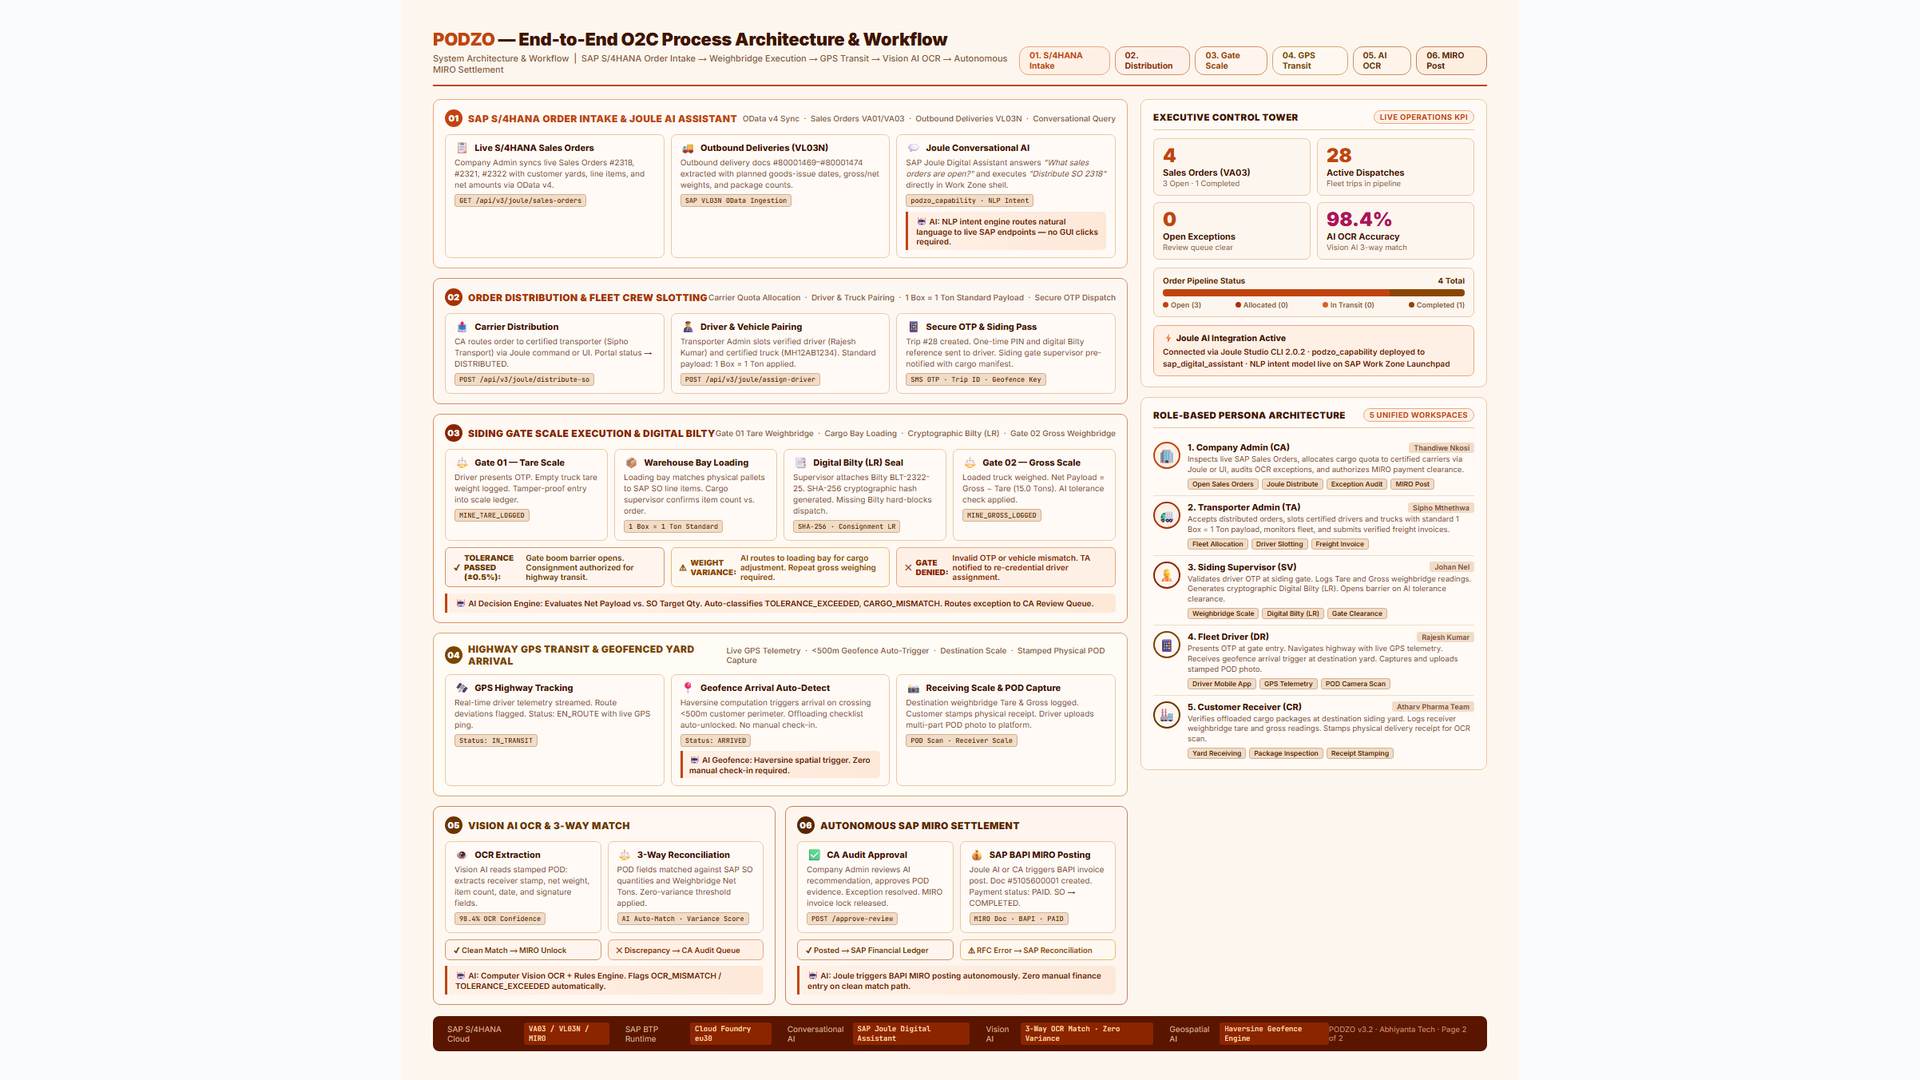 PODZO — End-to-End O2C Process Architecture & Workflow
System Architecture & Workflow | SAP S/4HANA Order Intake → Weighbridge Execution → GPS Transit → Vision AI OCR → Autonomous
MIRO Settlement
01. S/4HANA
Intake
02.
Distribution
03. Gate
Scale
04. GPS
Transit
05. AI
OCR
06. MIRO
Post
01 SAP S/4HANA ORDER INTAKE & JOULE AI ASSISTANT
OData v4 Sync · Sales Orders VA01/VA03 · Outbound Deliveries VL03N · Conversational Query
Live S/4HANA Sales Orders
Company Admin syncs live Sales Orders #2318,
#2321, #2322 with customer yards, line items, and
net amounts via OData v4.
GET /api/v3/joule/sales-orders
Outbound Deliveries (VL03N)
Outbound delivery docs #80001469–#80001474
extracted with planned goods-issue dates, gross/net
weights, and package counts.
SAP VL03N OData Ingestion
Joule Conversational AI
SAP Joule Digital Assistant answers "What sales
orders are open?" and executes "Distribute SO 2318"
directly in Work Zone shell.
podzo_capability · NLP Intent
AI: NLP intent engine routes natural
language to live SAP endpoints — no GUI clicks
required.
02 ORDER DISTRIBUTION & FLEET CREW SLOTTING
Carrier Quota Allocation · Driver & Truck Pairing · 1 Box = 1 Ton Standard Payload · Secure OTP Dispatch
Carrier Distribution
CA routes order to certified transporter (Sipho
Transport) via Joule command or UI. Portal status →
DISTRIBUTED.
POST /api/v3/joule/distribute-so
Driver & Vehicle Pairing
Transporter Admin slots verified driver (Rajesh
Kumar) and certified truck (MH12AB1234). Standard
payload: 1 Box = 1 Ton applied.
POST /api/v3/joule/assign-driver
Secure OTP & Siding Pass
Trip #28 created. One-time PIN and digital Bilty
reference sent to driver. Siding gate supervisor pre-
notified with cargo manifest.
SMS OTP · Trip ID · Geofence Key
03 SIDING GATE SCALE EXECUTION & DIGITAL BILTY
Gate 01 Tare Weighbridge · Cargo Bay Loading · Cryptographic Bilty (LR) · Gate 02 Gross Weighbridge
Gate 01 — Tare Scale
Driver presents OTP. Empty truck tare
weight logged. Tamper-proof entry
into scale ledger.
MINE_TARE_LOGGED
Warehouse Bay Loading
Loading bay matches physical pallets
to SAP SO line items. Cargo
supervisor confirms item count vs.
order.
1 Box = 1 Ton Standard
Digital Bilty (LR) Seal
Supervisor attaches Bilty BLT-2322-
25. SHA-256 cryptographic hash
generated. Missing Bilty hard-blocks
dispatch.
SHA-256 · Consignment LR
Gate 02 — Gross Scale
Loaded truck weighed. Net Payload =
Gross − Tare (15.0 Tons). AI tolerance
check applied.
MINE_GROSS_LOGGED
✓ TOLERANCE
PASSED
(±0.5%):
Gate boom barrier opens.
Consignment authorized for
highway transit.
⚠ WEIGHT
VARIANCE:
AI routes to loading bay for cargo
adjustment. Repeat gross weighing
required.
✕ GATE
DENIED:
Invalid OTP or vehicle mismatch. TA
notified to re-credential driver
assignment.
AI Decision Engine: Evaluates Net Payload vs. SO Target Qty. Auto-classifies TOLERANCE_EXCEEDED, CARGO_MISMATCH. Routes exception to CA Review Queue.
04 HIGHWAY GPS TRANSIT & GEOFENCED YARD
ARRIVAL
Live GPS Telemetry · <500m Geofence Auto-Trigger · Destination Scale · Stamped Physical POD
Capture
GPS Highway Tracking
Real-time driver telemetry streamed. Route
deviations flagged. Status: EN_ROUTE with live GPS
ping.
Status: IN_TRANSIT
Geofence Arrival Auto-Detect
Haversine computation triggers arrival on crossing
<500m customer perimeter. Offloading checklist
auto-unlocked. No manual check-in.
Status: ARRIVED
AI Geofence: Haversine spatial trigger. Zero
manual check-in required.
Receiving Scale & POD Capture
Destination weighbridge Tare & Gross logged.
Customer stamps physical receipt. Driver uploads
multi-part POD photo to platform.
POD Scan · Receiver Scale
05 VISION AI OCR & 3-WAY MATCH
OCR Extraction
Vision AI reads stamped POD:
extracts receiver stamp, net weight,
item count, date, and signature
fields.
98.4% OCR Confidence
3-Way Reconciliation
POD fields matched against SAP SO
quantities and Weighbridge Net
Tons. Zero-variance threshold
applied.
AI Auto-Match · Variance Score
✓ Clean Match → MIRO Unlock
✕ Discrepancy → CA Audit Queue
AI: Computer Vision OCR + Rules Engine. Flags OCR_MISMATCH /
TOLERANCE_EXCEEDED automatically.
06 AUTONOMOUS SAP MIRO SETTLEMENT
CA Audit Approval
Company Admin reviews AI
recommendation, approves POD
evidence. Exception resolved. MIRO
invoice lock released.
POST /approve-review
SAP BAPI MIRO Posting
Joule AI or CA triggers BAPI invoice
post. Doc #5105600001 created.
Payment status: PAID. SO →
COMPLETED.
MIRO Doc · BAPI · PAID
✓ Posted → SAP Financial Ledger
⚠ RFC Error → SAP Reconciliation
AI: Joule triggers BAPI MIRO posting autonomously. Zero manual finance
entry on clean match path.
EXECUTIVE CONTROL TOWER
LIVE OPERATIONS KPI
4
Sales Orders (VA03)
3 Open · 1 Completed
28
Active Dispatches
Fleet trips in pipeline
0
Open Exceptions
Review queue clear
98.4%
AI OCR Accuracy
Vision AI 3-way match
Order Pipeline Status
4 Total
Open (3)
Allocated (0)
In Transit (0)
Completed (1)
Joule AI Integration Active
Connected via Joule Studio CLI 2.0.2 · podzo_capability deployed to
sap_digital_assistant · NLP intent model live on SAP Work Zone Launchpad
ROLE-BASED PERSONA ARCHITECTURE
5 UNIFIED WORKSPACES
1. Company Admin (CA)
Thandiwe Nkosi
Inspects live SAP Sales Orders, allocates cargo quota to certified carriers via
Joule or UI, audits OCR exceptions, and authorizes MIRO payment clearance.
Open Sales Orders
Joule Distribute
Exception Audit
MIRO Post
2. Transporter Admin (TA)
Sipho Mthethwa
Accepts distributed orders, slots certified drivers and trucks with standard 1
Box = 1 Ton payload, monitors fleet, and submits verified freight invoices.
Fleet Allocation
Driver Slotting
Freight Invoice
3. Siding Supervisor (SV)
Johan Nel
Validates driver OTP at siding gate. Logs Tare and Gross weighbridge readings.
Generates cryptographic Digital Bilty (LR). Opens barrier on AI tolerance
clearance.
Weighbridge Scale
Digital Bilty (LR)
Gate Clearance
4. Fleet Driver (DR)
Rajesh Kumar
Presents OTP at gate entry. Navigates highway with live GPS telemetry.
Receives geofence arrival trigger at destination yard. Captures and uploads
stamped POD photo.
Driver Mobile App
GPS Telemetry
POD Camera Scan
5. Customer Receiver (CR)
Atharv Pharma Team
Verifies offloaded cargo packages at destination siding yard. Logs receiver
weighbridge tare and gross readings. Stamps physical delivery receipt for OCR
scan.
Yard Receiving
Package Inspection
Receipt Stamping
SAP S/4HANA
Cloud
VA03 / VL03N /
MIRO
SAP BTP
Runtime
Cloud Foundry
eu30
Conversational
AI
SAP Joule Digital
Assistant
Vision
AI
3-Way OCR Match · Zero
Variance
Geospatial
AI
Haversine Geofence
Engine
PODZO v3.2 · Abhiyanta Tech · Page 2
of 2